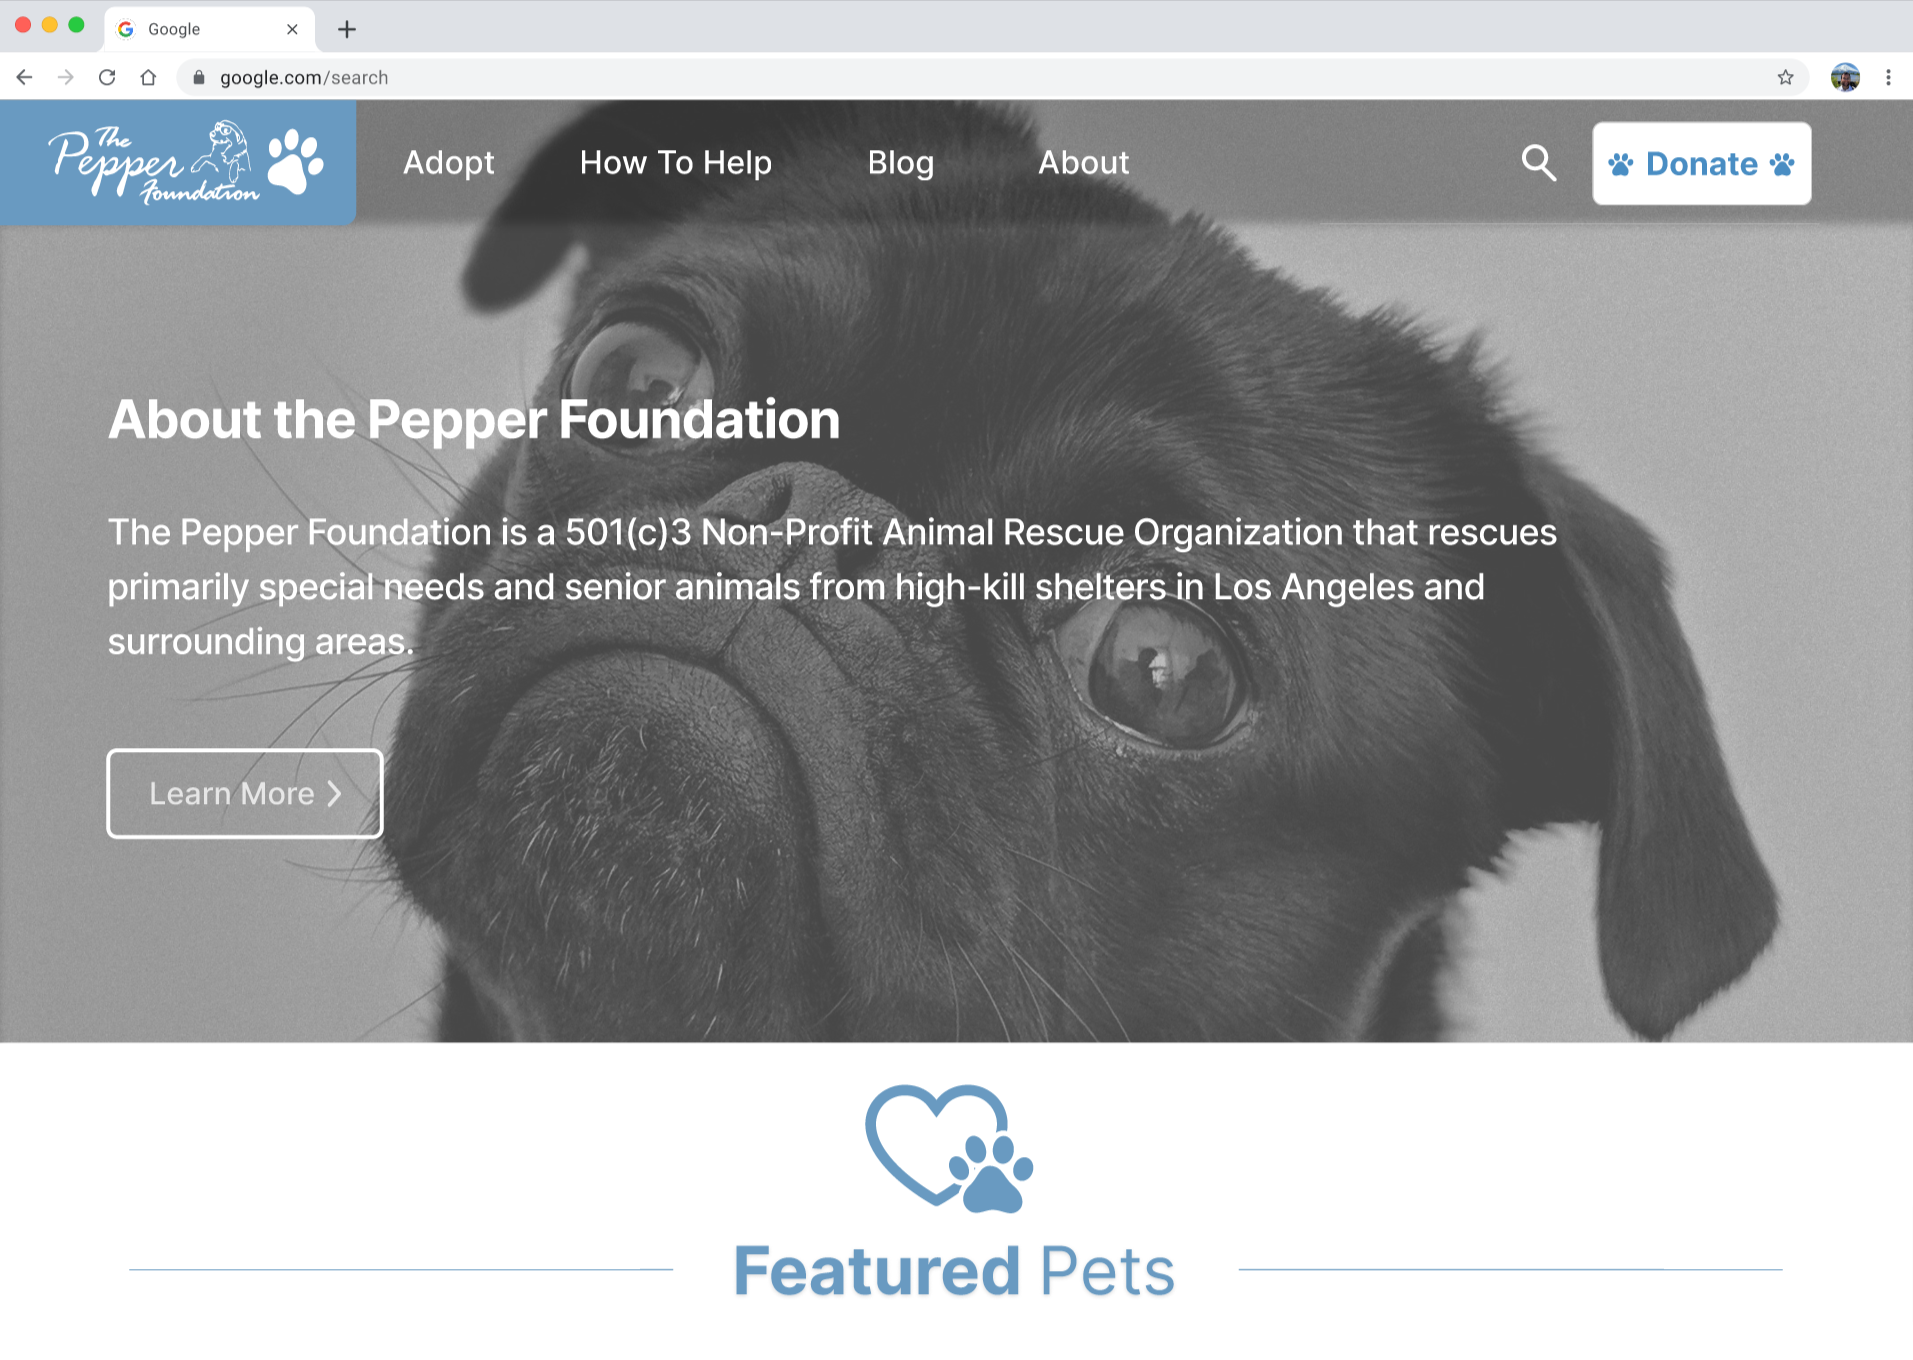 Google
google.com/search
The
Pepper
Foundation
Adopt
How To Help
Blog
About
Donate
About the Pepper Foundation
The Pepper Foundation is a 501(c)3 Non-Profit Animal Rescue Organization that rescues
primarily special needs and senior animals from high-kill shelters in Los Angeles and
surrounding areas.
Learn More
Featured Pets